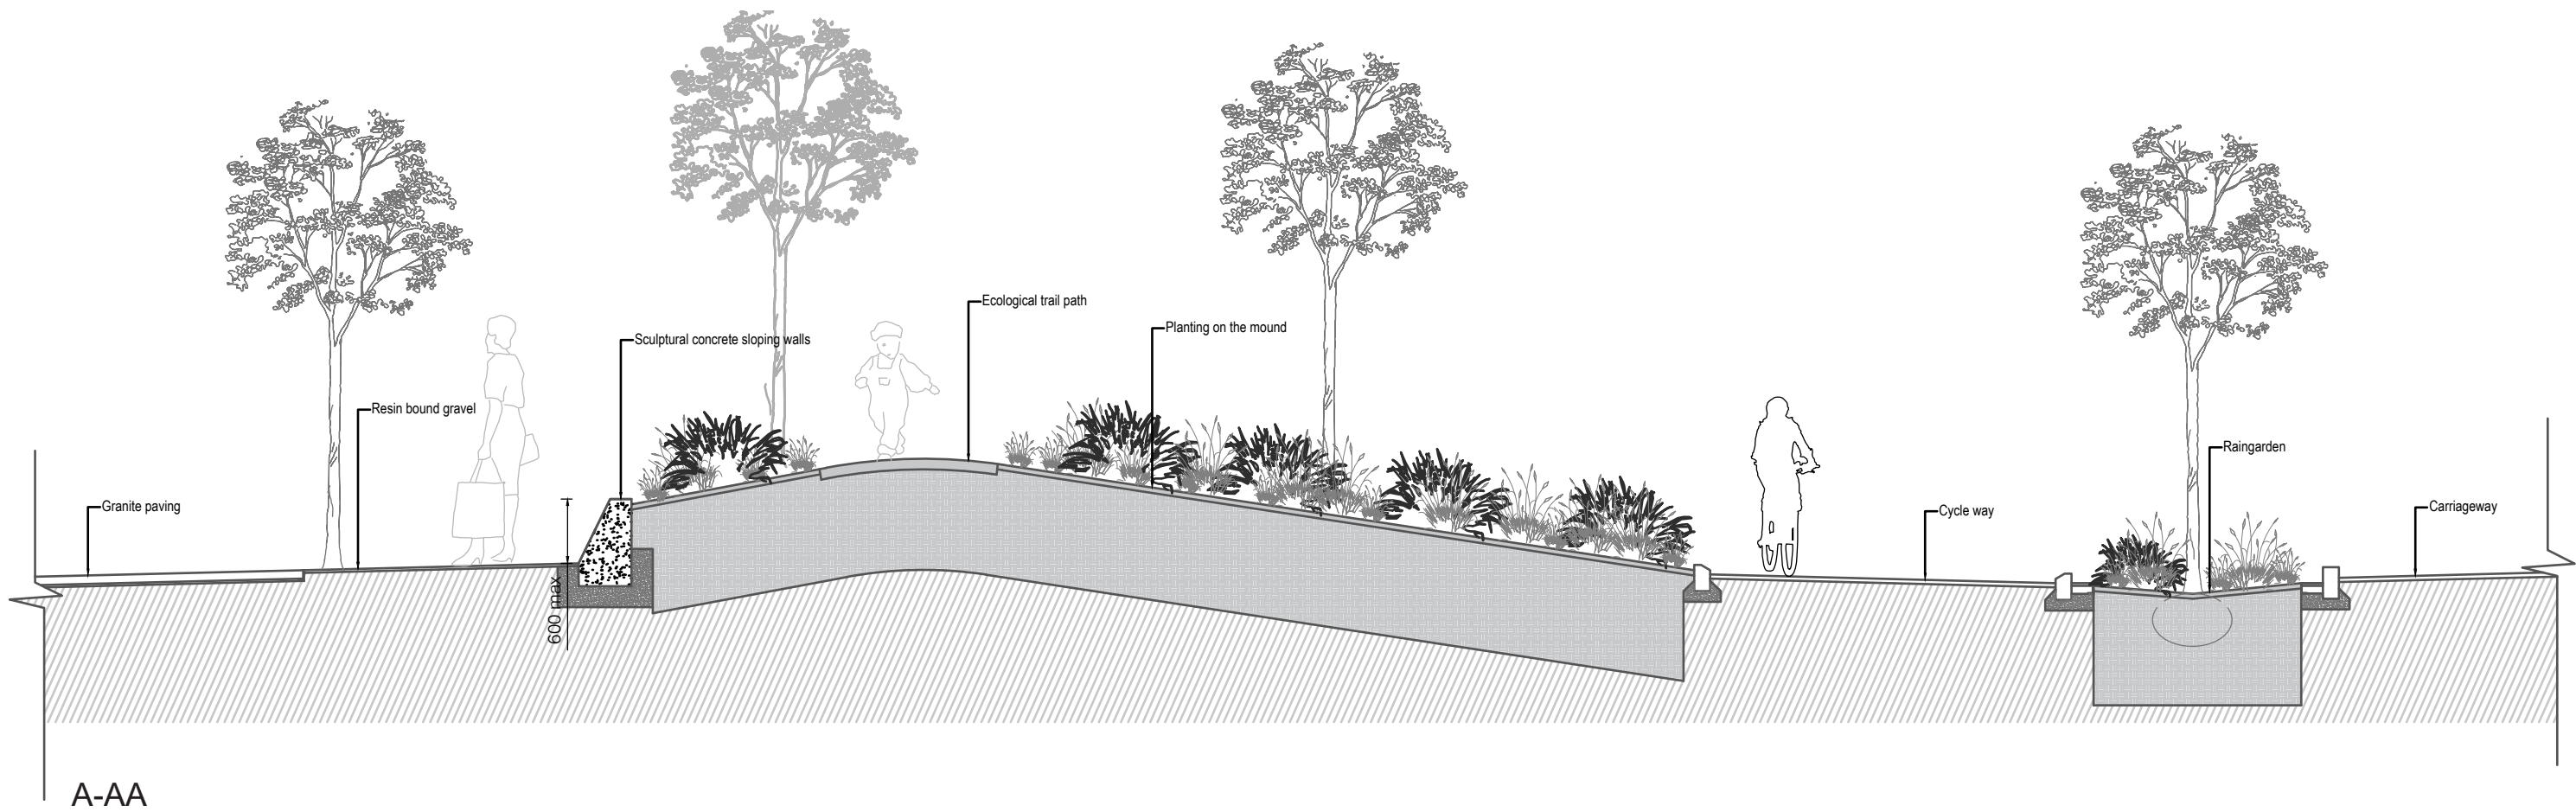 Ecological trail path
Planting on the mound
Sculptural concrete sloping walls
Resin bound gravel
Raingarden
Granite paving
Cycle way
Carriageway
600 max
A-AA